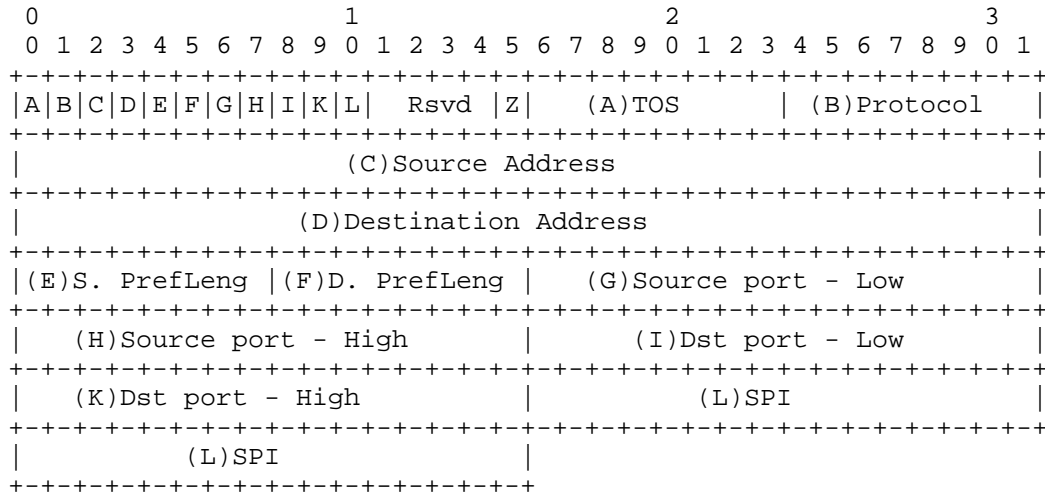 0                   1                   2                   3
 0 1 2 3 4 5 6 7 8 9 0 1 2 3 4 5 6 7 8 9 0 1 2 3 4 5 6 7 8 9 0 1
+-+-+-+-+-+-+-+-+-+-+-+-+-+-+-+-+-+-+-+-+-+-+-+-+-+-+-+-+-+-+-+-+
|A|B|C|D|E|F|G|H|I|K|L|  Rsvd |Z|   (A)TOS      | (B)Protocol   |
+-+-+-+-+-+-+-+-+-+-+-+-+-+-+-+-+-+-+-+-+-+-+-+-+-+-+-+-+-+-+-+-+
|                    (C)Source Address                          |
+-+-+-+-+-+-+-+-+-+-+-+-+-+-+-+-+-+-+-+-+-+-+-+-+-+-+-+-+-+-+-+-+
|                 (D)Destination Address                        |
+-+-+-+-+-+-+-+-+-+-+-+-+-+-+-+-+-+-+-+-+-+-+-+-+-+-+-+-+-+-+-+-+
|(E)S. PrefLeng |(F)D. PrefLeng |   (G)Source port - Low        |
+-+-+-+-+-+-+-+-+-+-+-+-+-+-+-+-+-+-+-+-+-+-+-+-+-+-+-+-+-+-+-+-+
|   (H)Source port - High       |      (I)Dst port - Low        |
+-+-+-+-+-+-+-+-+-+-+-+-+-+-+-+-+-+-+-+-+-+-+-+-+-+-+-+-+-+-+-+-+
|   (K)Dst port - High          |          (L)SPI               |
+-+-+-+-+-+-+-+-+-+-+-+-+-+-+-+-+-+-+-+-+-+-+-+-+-+-+-+-+-+-+-+-+
|          (L)SPI               |
+-+-+-+-+-+-+-+-+-+-+-+-+-+-+-+-+